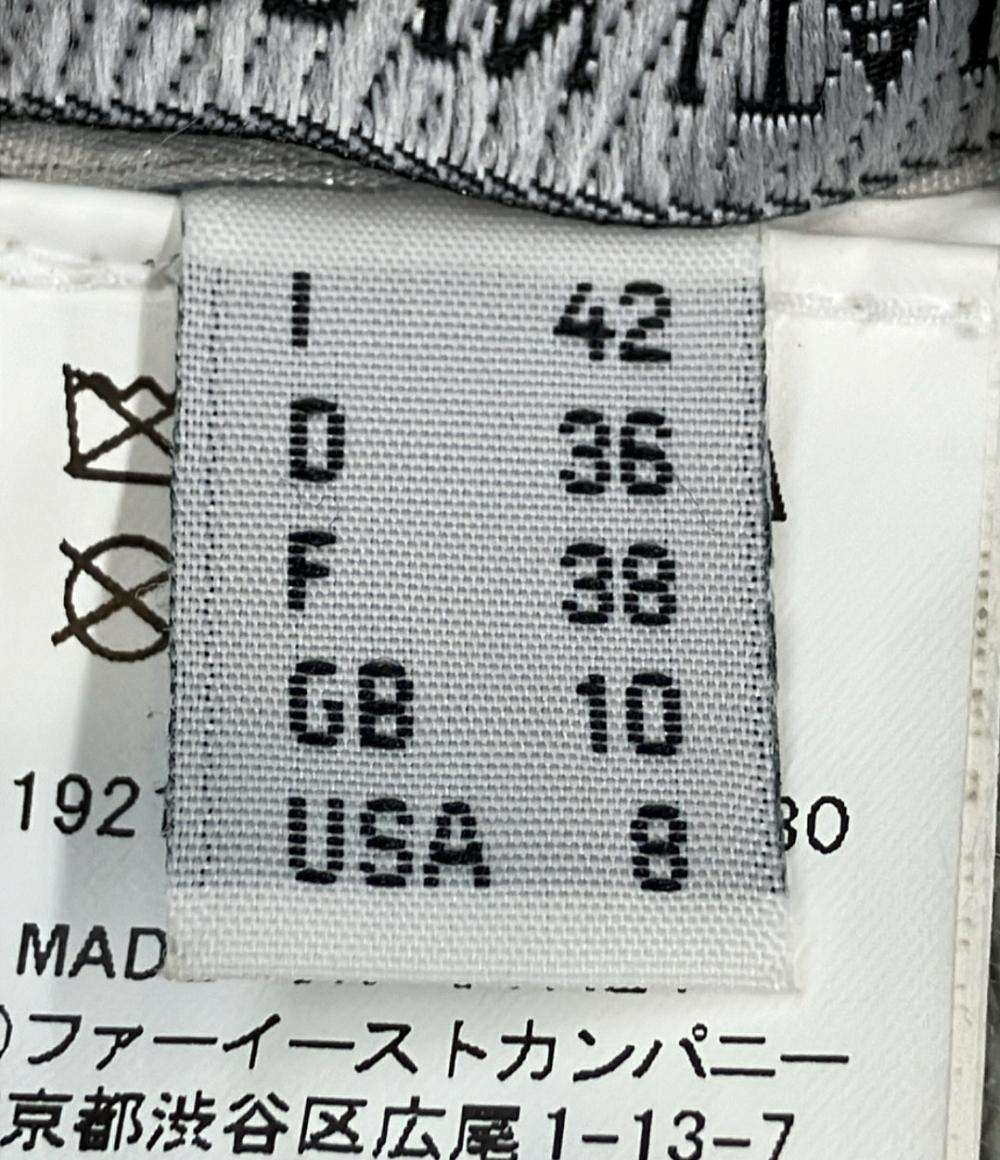 I 42
D 36
F 38
GB 10
USA 8
192
30
MAD
ファーイーストカンパニー
京都渋谷区広尾1-13-7